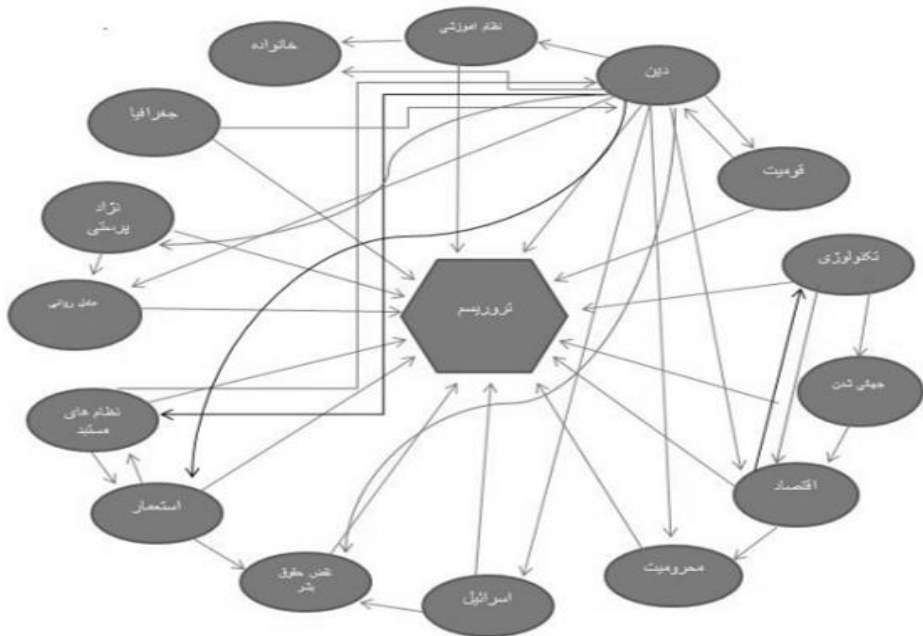 نظام آموزشی
خانواده
دین
جغرافیا
قومیت
نژاد
پرستی
تکنولوژی
عامل روانی
تروریسم
جهانی شدن
نظام های
مستبد
اقتصاد
استعمار
محرومیت
نقض حقوق
بشر
اسرائیل